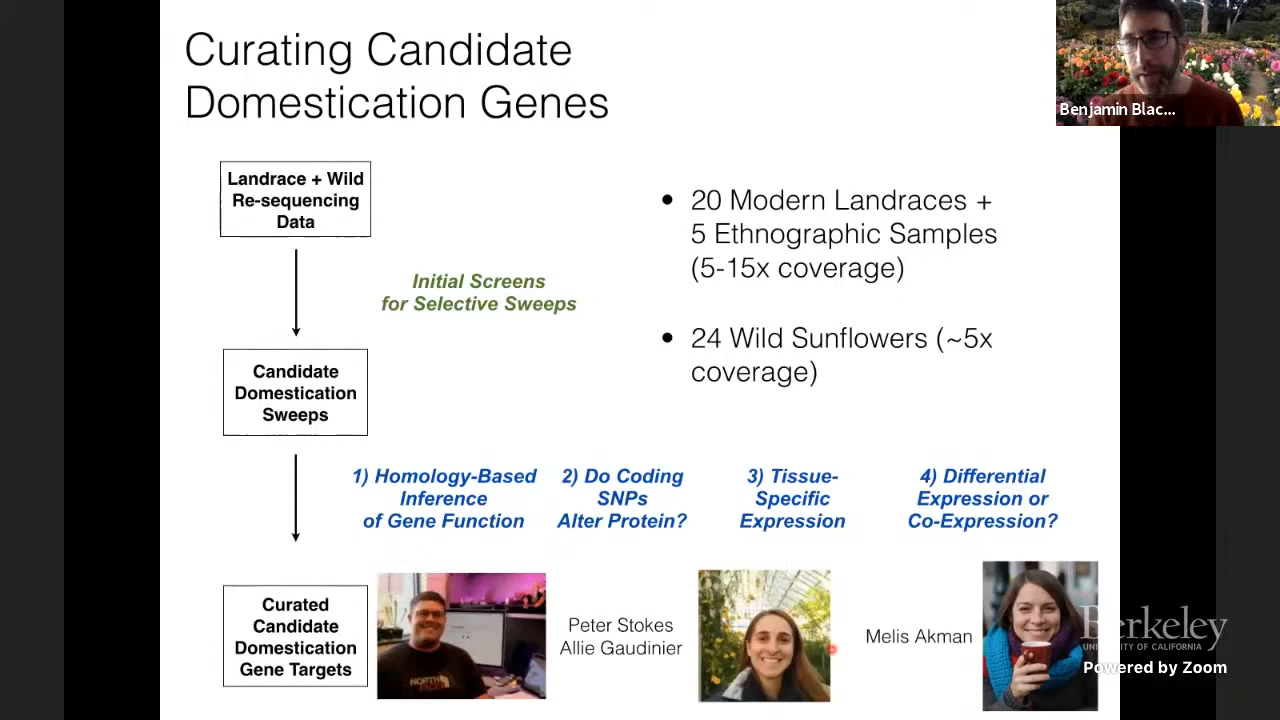 Curating Candidate
Domestication Genes
Benjamin Blac...
Landrace + Wild
Re-sequencing
Data
Initial Screens
for Selective Sweeps
• 20 Modern Landraces +
5 Ethnographic Samples
(5-15x coverage)
• 24 Wild Sunflowers (~5x
coverage)
Candidate
Domestication
Sweeps
1) Homology-Based
Inference
of Gene Function
2) Do Coding
SNPs
Alter Protein?
3) Tissue-
Specific
Expression
4) Differential
Expression or
Co-Expression?
Curated
Candidate
Domestication
Gene Targets
Peter Stokes
Allie Gaudinier
Melis Akman
Berkeley
UNIVERSITY OF CALIFORNIA
Powered by Zoom